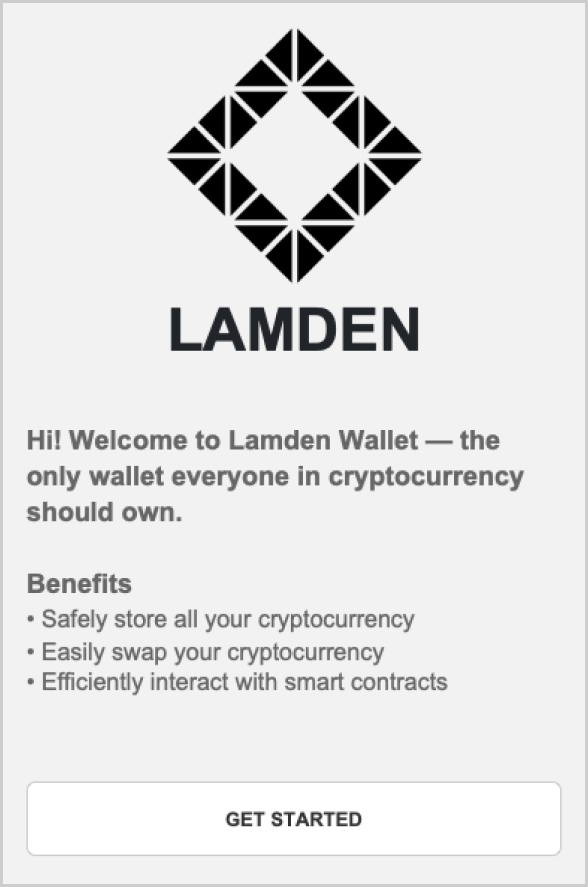 LAMDEN
Hi! Welcome to Lamden Wallet — the
only wallet everyone in cryptocurrency
should own.
Benefits
• Safely store all your cryptocurrency
• Easily swap your cryptocurrency
• Efficiently interact with smart contracts
GET STARTED